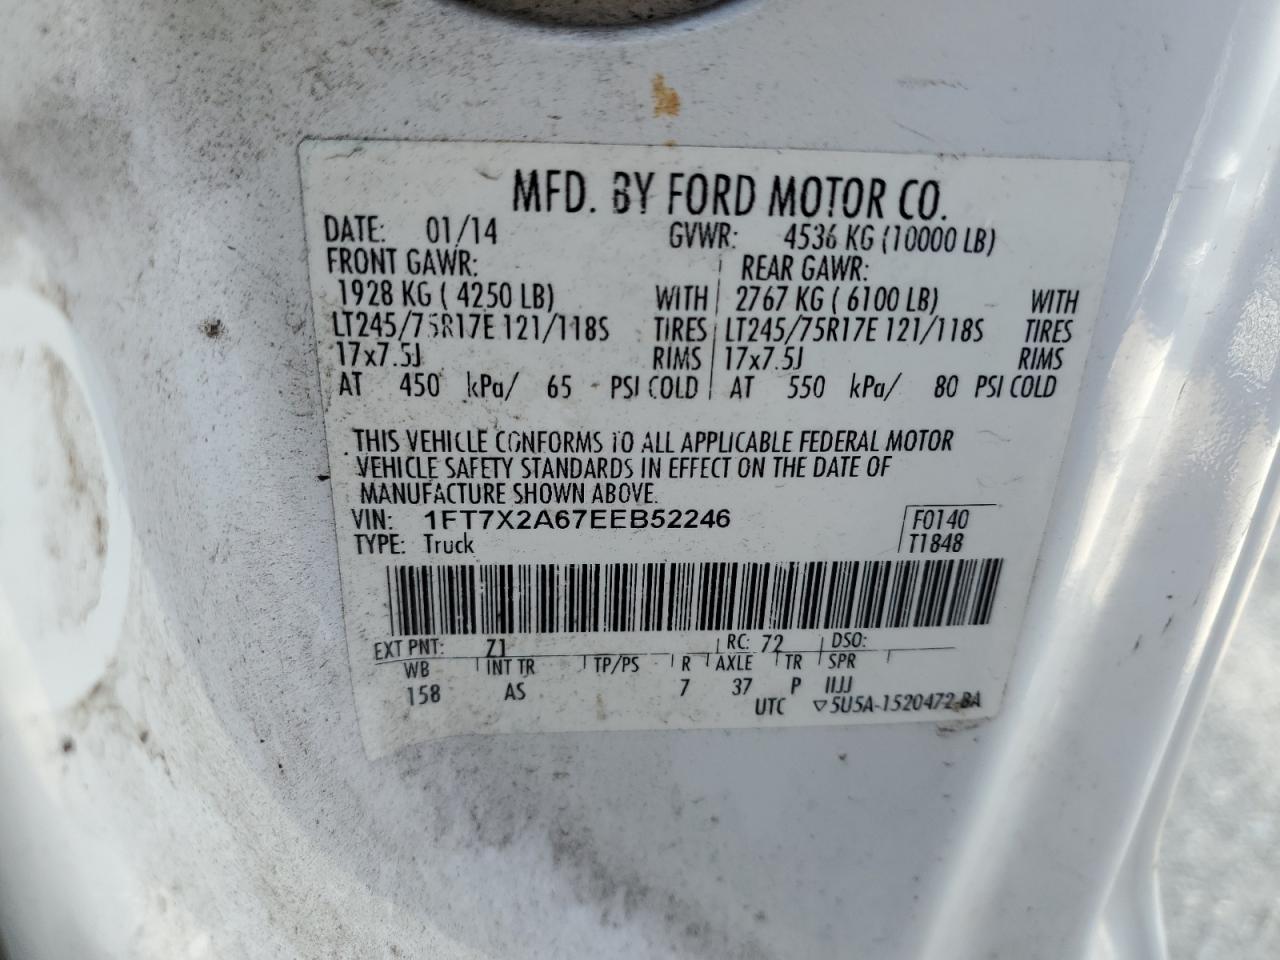 MFD. BY FORD MOTOR CO.
DATE: 01/14 GVWR: 4536 KG (10000 LB)
FRONT GAWR: REAR GAWR:
1928 KG ( 4250 LB) WITH 2767 KG ( 6100 LB) WITH
LT245/75R17E 121/118S TIRES LT245/75R17E 121/118S TIRES
17x7.5J RIMS 17x7.5J RIMS
AT 450 kPa/ 65 PSI COLD AT 550 kPa/ 80 PSI COLD
THIS VEHICLE CONFORMS TO ALL APPLICABLE FEDERAL MOTOR
VEHICLE SAFETY STANDARDS IN EFFECT ON THE DATE OF
MANUFACTURE SHOWN ABOVE.
VIN: 1FT7X2A67EEB52246 F0140
TYPE: Truck T1848
EXT PNT: Z1 RC: 72 DSO:
WB INT TR TP/PS R AXLE TR SPR
158 AS 7 37 P IIJJ
UTC ▽5U5A-1520472-BA